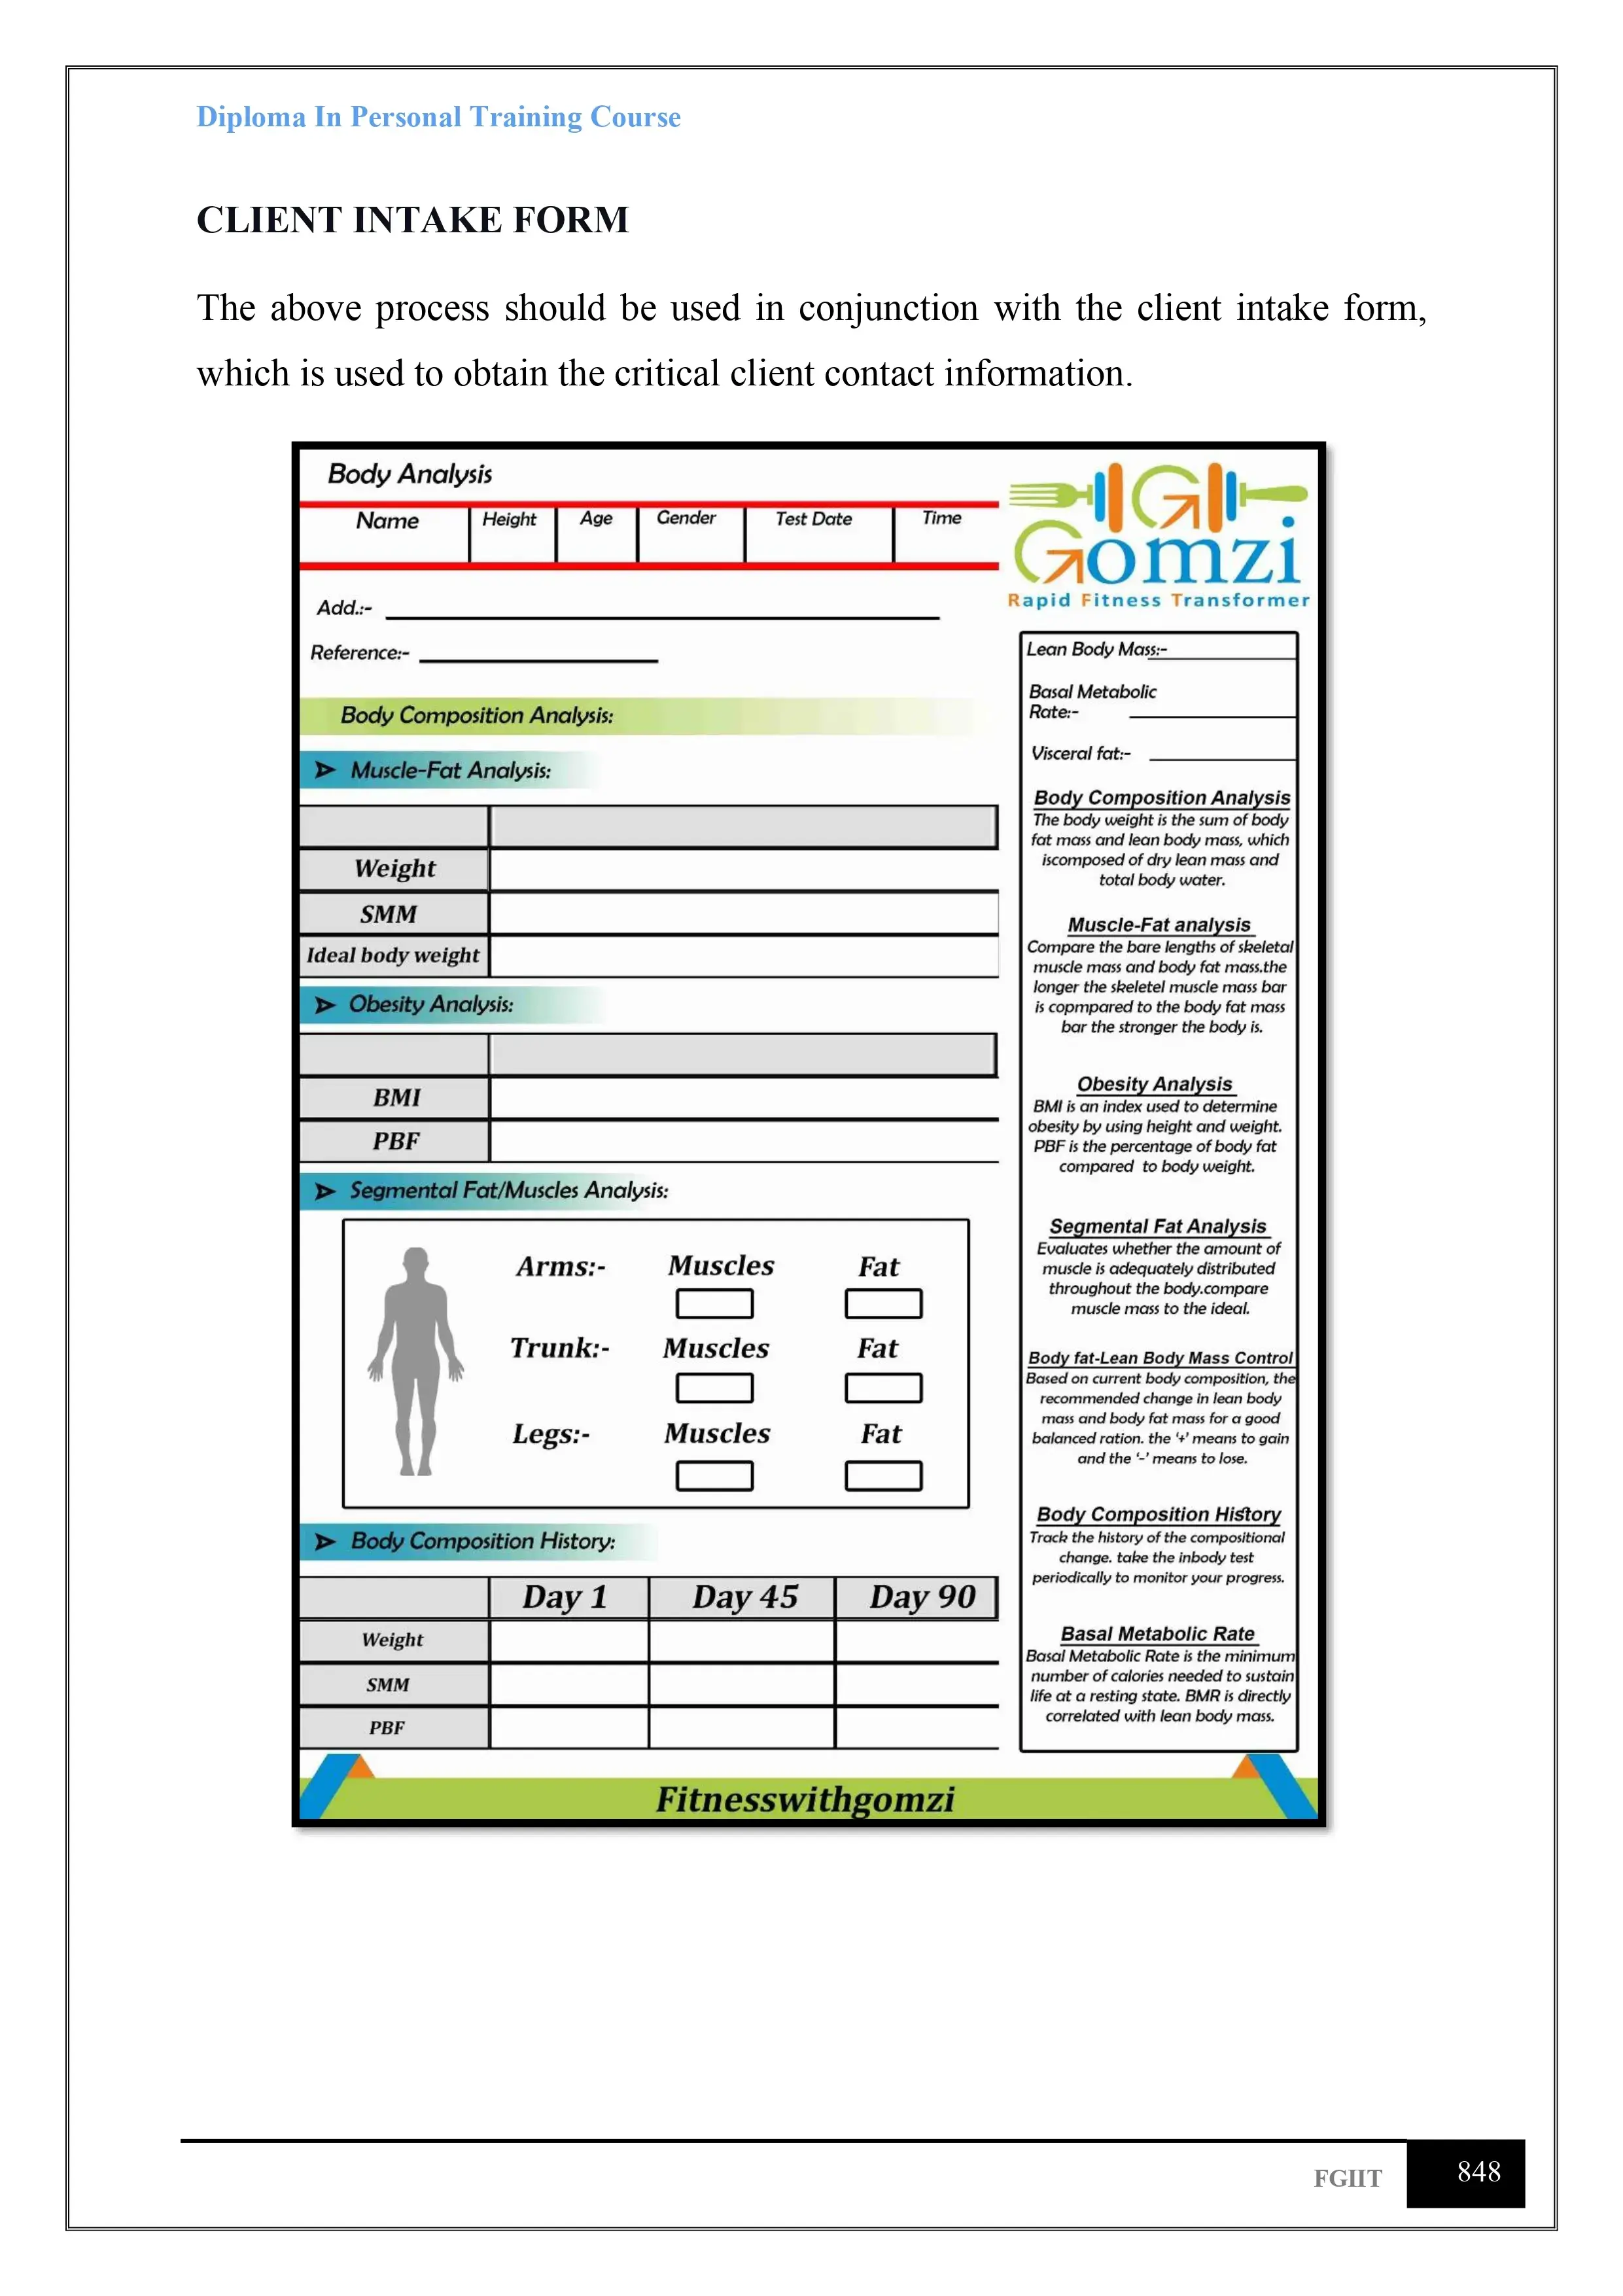 Diploma In Personal Training Course
CLIENT INTAKE FORM
The above process should be used in conjunction with the client intake form,
which is used to obtain the critical client contact information.
Body Analysis
Name Height Age Gender Test Date Time
Add.:-
Reference:-
Body Composition Analysis:
Muscle-Fat Analysis:
Weight
SMM
Ideal body weight
Obesity Analysis:
BMI
PBF
Segmental Fat/Muscles Analysis:
Arms:- Muscles Fat
Trunk:- Muscles Fat
Legs:- Muscles Fat
Body Composition History:
Day 1 Day 45 Day 90
Weight
SMM
PBF
Gomzi
Rapid Fitness Transformer
Lean Body Mass:-
Basal Metabolic
Rate:-
Visceral fat:-
Body Composition Analysis
The body weight is the sum of body
fat mass and lean body mass, which
iscomposed of dry lean mass and
total body water.
Muscle-Fat analysis
Compare the bare lengths of skeletal
muscle mass and body fat mass.the
longer the skeletel muscle mass bar
is copmpared to the body fat mass
bar the stronger the body is.
Obesity Analysis
BMI is an index used to determine
obesity by using height and weight.
PBF is the percentage of body fat
compared to body weight.
Segmental Fat Analysis
Evaluates whether the amount of
muscle is adequately distributed
throughout the body.compare
muscle mass to the ideal.
Body fat-Lean Body Mass Control
Based on current body composition, the
recommended change in lean body
mass and body fat mass for a good
balanced ration. the '+' means to gain
and the '-' means to lose.
Body Composition History
Track the history of the compositional
change. take the inbody test
periodically to monitor your progress.
Basal Metabolic Rate
Basal Metabolic Rate is the minimum
number of calories needed to sustain
life at a resting state. BMR is directly
correlated with lean body mass.
Fitnesswithgomzi
FGIIT 848